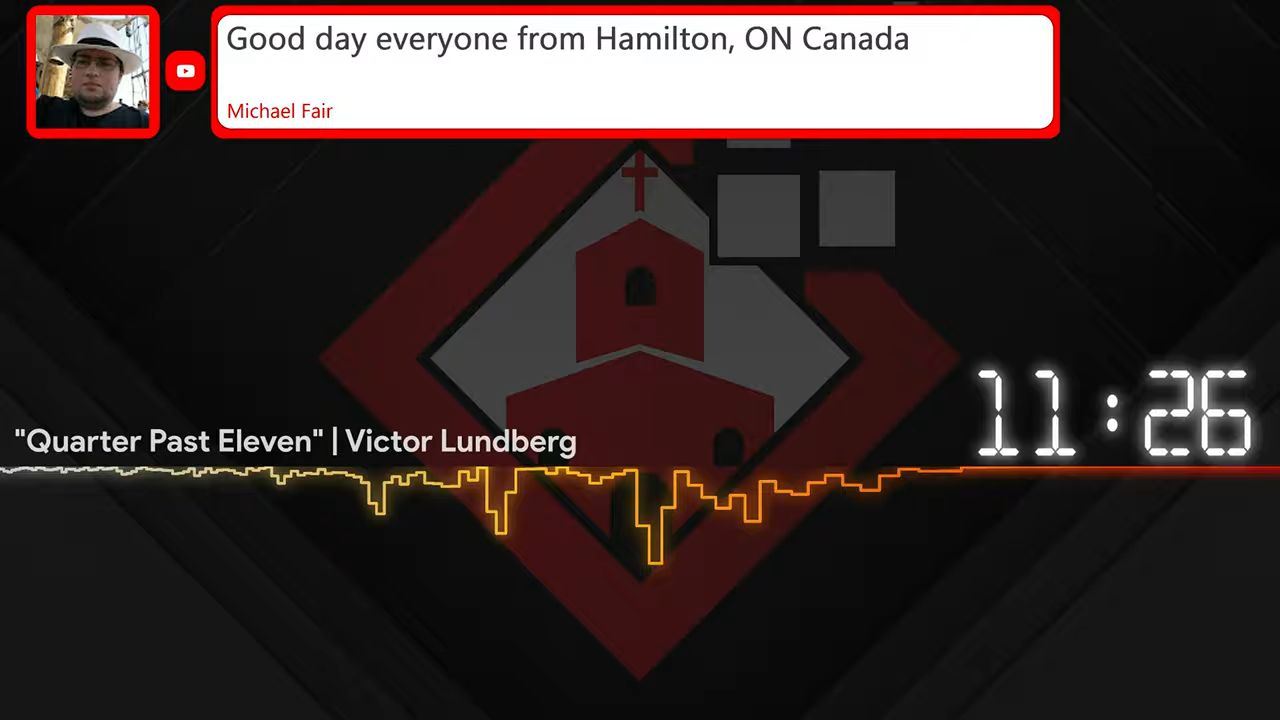 Good day everyone from Hamilton, ON Canada
Michael Fair
"Quarter Past Eleven" | Victor Lundberg
11:26